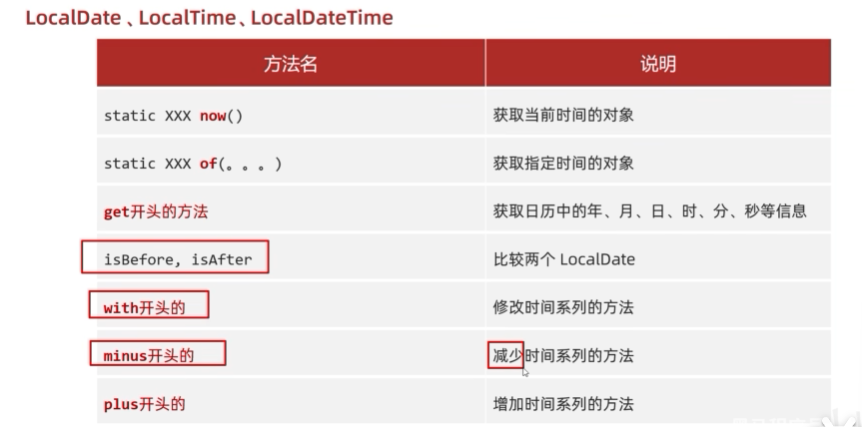 LocalDate 、LocalTime、LocalDateTime
方法名 说明
static XXX now() 获取当前时间的对象
static XXX of(。。。) 获取指定时间的对象
get开头的方法 获取日历中的年、月、日、时、分、秒等信息
isBefore, isAfter 比较两个 LocalDate
with开头的 修改时间系列的方法
minus开头的 减少时间系列的方法
plus开头的 增加时间系列的方法